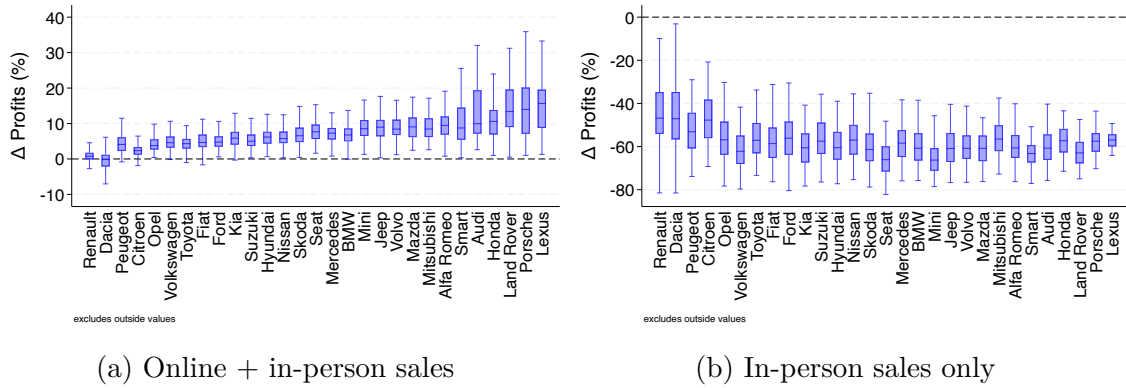 Δ Profits (%)
40
30
20
10
0
-10
Renault
Dacia
Peugeot
Citroen
Opel
Volkswagen
Toyota
Fiat
Ford
Kia
Suzuki
Hyundai
Nissan
Skoda
Seat
Mercedes
BMW
Mini
Jeep
Volvo
Mazda
Mitsubishi
Alfa Romeo
Smart
Audi
Honda
Land Rover
Porsche
Lexus
excludes outside values
(a) Online + in-person sales
Δ Profits (%)
0
-20
-40
-60
-80
Renault
Dacia
Peugeot
Citroen
Opel
Volkswagen
Toyota
Fiat
Ford
Kia
Suzuki
Hyundai
Nissan
Skoda
Seat
Mercedes
BMW
Mini
Jeep
Volvo
Mazda
Mitsubishi
Alfa Romeo
Smart
Audi
Honda
Land Rover
Porsche
Lexus
excludes outside values
(b) In-person sales only